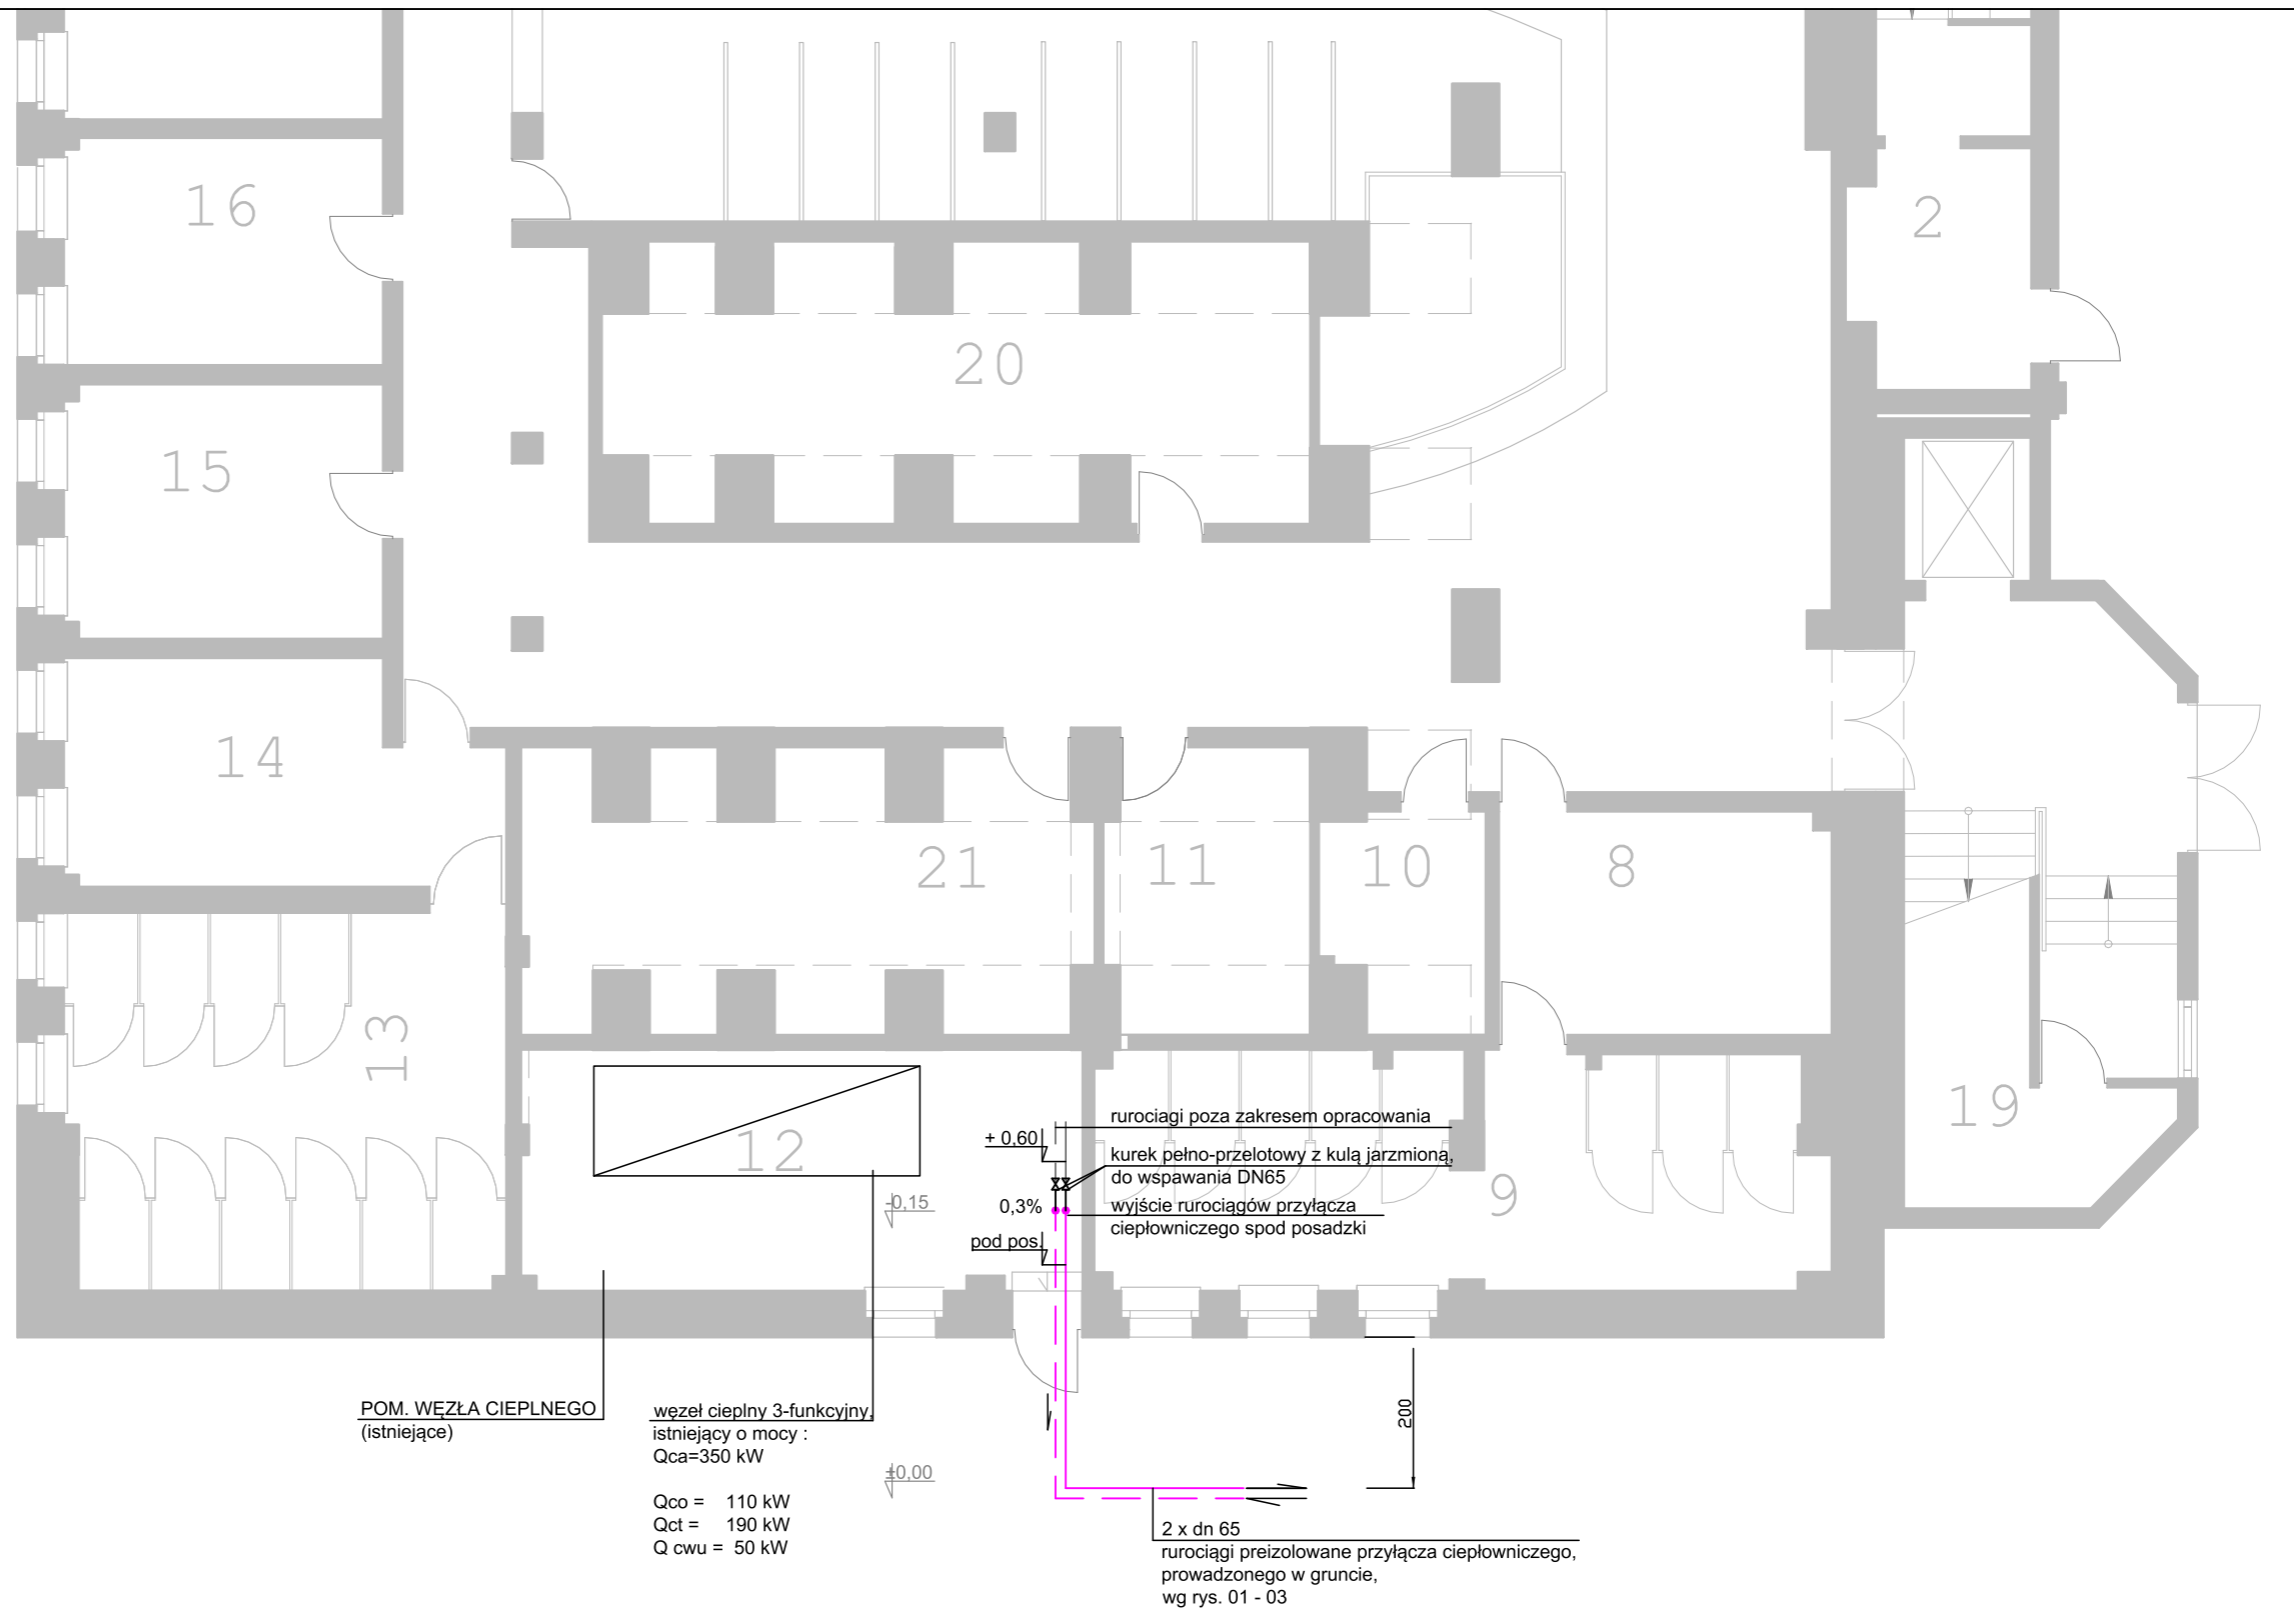 16
2
20
15
14
21
11
10
8
13
12
9
19
rurociagi poza zakresem opracowania
+ 0,60
kurek pełno-przelotowy z kulą jarzmioną,
do wspawania DN65
-0,15
0,3%
wyjście rurociągów przyłącza
ciepłowniczego spod posadzki
pod pos.
POM. WĘZŁA CIEPLNEGO
(istniejące)
węzeł cieplny 3-funkcyjny,
istniejący o mocy :
Qca=350 kW
Qco = 110 kW
Qct = 190 kW
Q cwu = 50 kW
±0,00
200
2 x dn 65
rurociągi preizolowane przyłącza ciepłowniczego,
prowadzonego w gruncie,
wg rys. 01 - 03